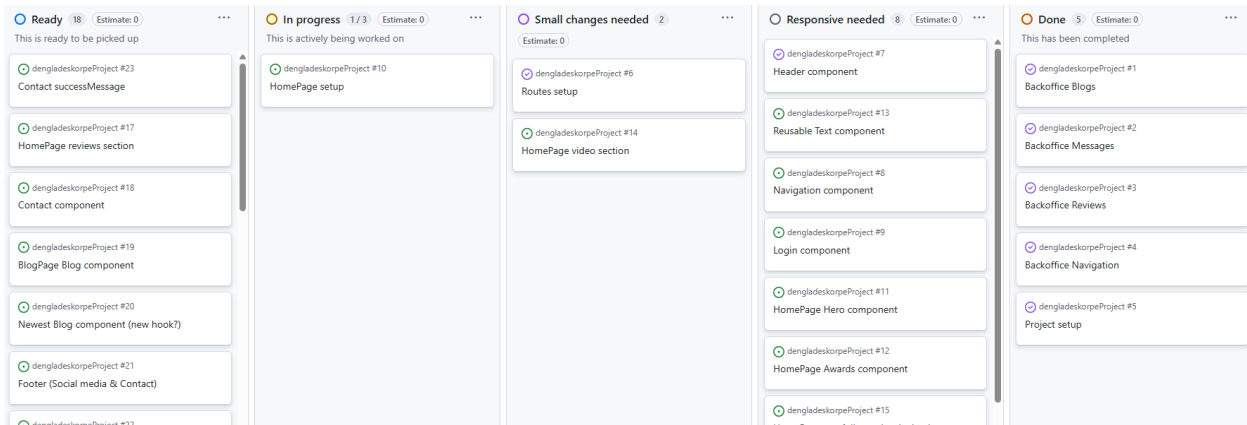 Ready 18 Estimate: 0 ...
This is ready to be picked up
dengladeskorpeProject #23
Contact successMessage
dengladeskorpeProject #17
HomePage reviews section
dengladeskorpeProject #18
Contact component
dengladeskorpeProject #19
BlogPage Blog component
dengladeskorpeProject #20
Newest Blog component (new hook?)
dengladeskorpeProject #21
Footer (Social media & Contact)
In progress 1 / 3 Estimate: 0 ...
This is actively being worked on
dengladeskorpeProject #10
HomePage setup
Small changes needed 2 ...
Estimate: 0
dengladeskorpeProject #6
Routes setup
dengladeskorpeProject #14
HomePage video section
Responsive needed 8 Estimate: 0 ...
dengladeskorpeProject #7
Header component
dengladeskorpeProject #13
Reusable Text component
dengladeskorpeProject #8
Navigation component
dengladeskorpeProject #9
Login component
dengladeskorpeProject #11
HomePage Hero component
dengladeskorpeProject #12
HomePage Awards component
dengladeskorpeProject #15
Done 5 Estimate: 0 ...
This has been completed
dengladeskorpeProject #1
Backoffice Blogs
dengladeskorpeProject #2
Backoffice Messages
dengladeskorpeProject #3
Backoffice Reviews
dengladeskorpeProject #4
Backoffice Navigation
dengladeskorpeProject #5
Project setup